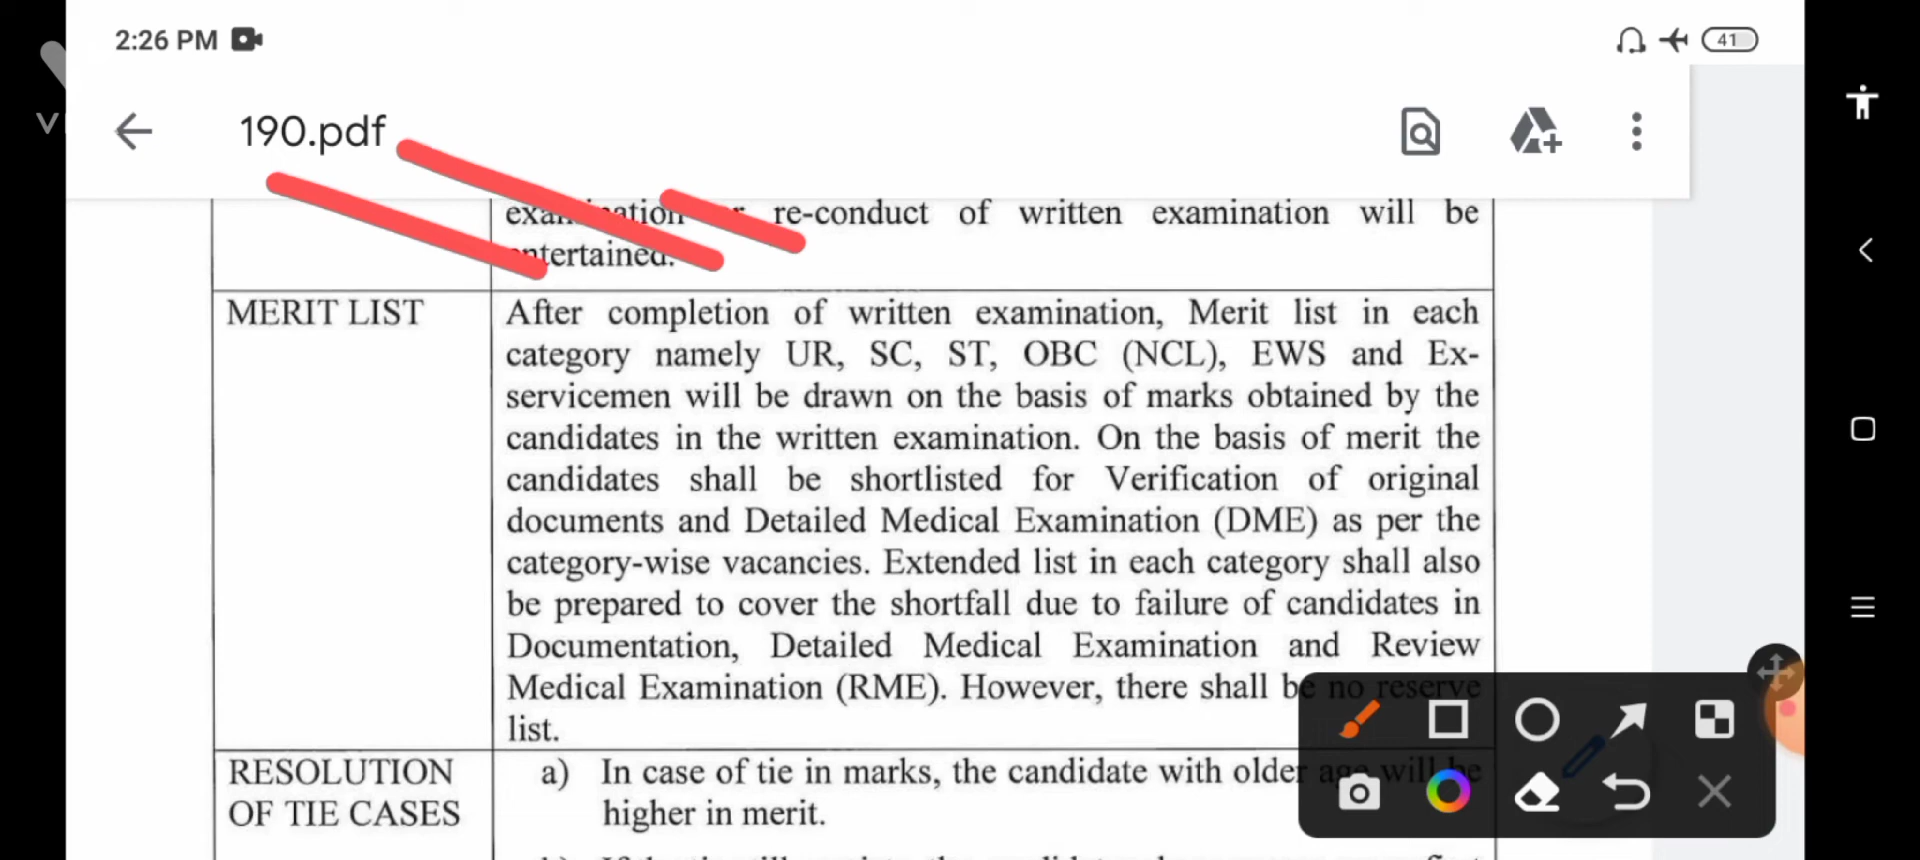 2:26 PM
41
190.pdf
re-conduct of written examination will be
MERIT LIST
After completion of written examination, Merit list in each
category namely UR, SC, ST, OBC (NCL), EWS and Ex-
servicemen will be drawn on the basis of marks obtained by the
candidates in the written examination. On the basis of merit the
candidates shall be shortlisted for Verification of original
documents and Detailed Medical Examination (DME) as per the
category-wise vacancies. Extended list in each category shall also
be prepared to cover the shortfall due to failure of candidates in
Documentation, Detailed Medical Examination and Review
Medical Examination (RME). However, there shall be no reserve
list.
RESOLUTION
OF TIE CASES
a) In case of tie in marks, the candidate with older age will be
higher in merit.